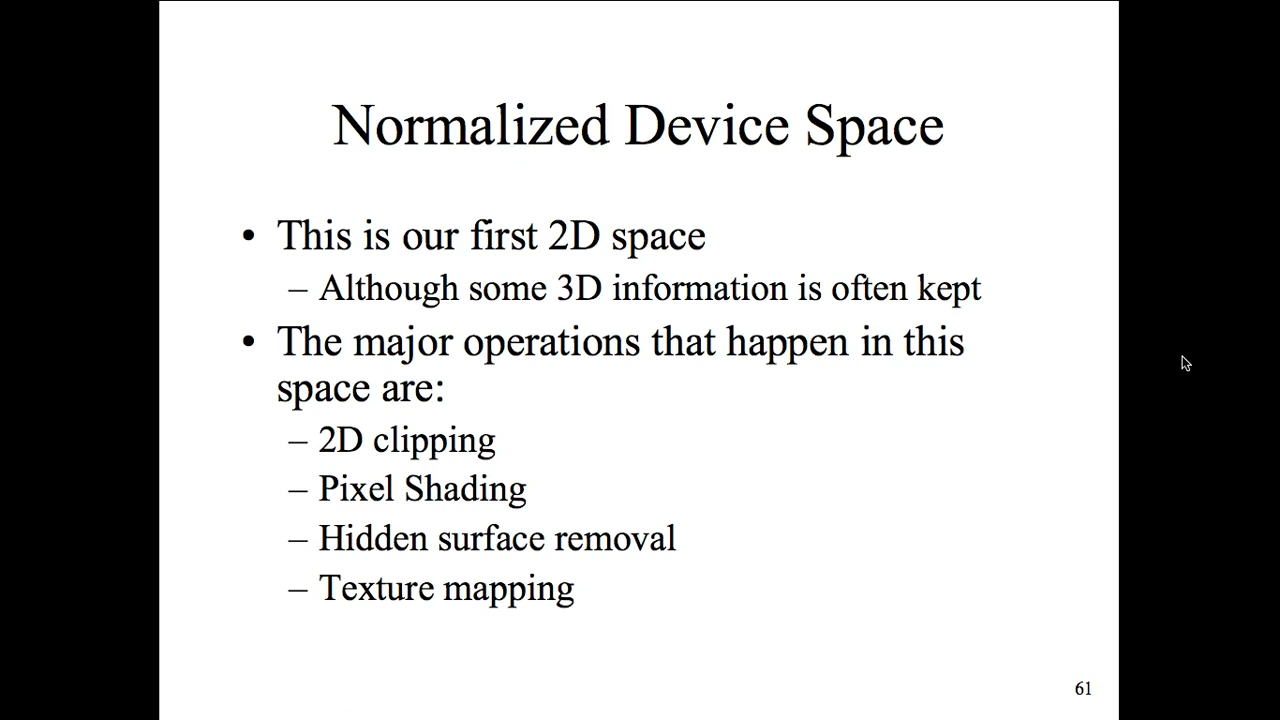 Normalized Device Space
• This is our first 2D space
– Although some 3D information is often kept
• The major operations that happen in this
space are:
– 2D clipping
– Pixel Shading
– Hidden surface removal
– Texture mapping
61